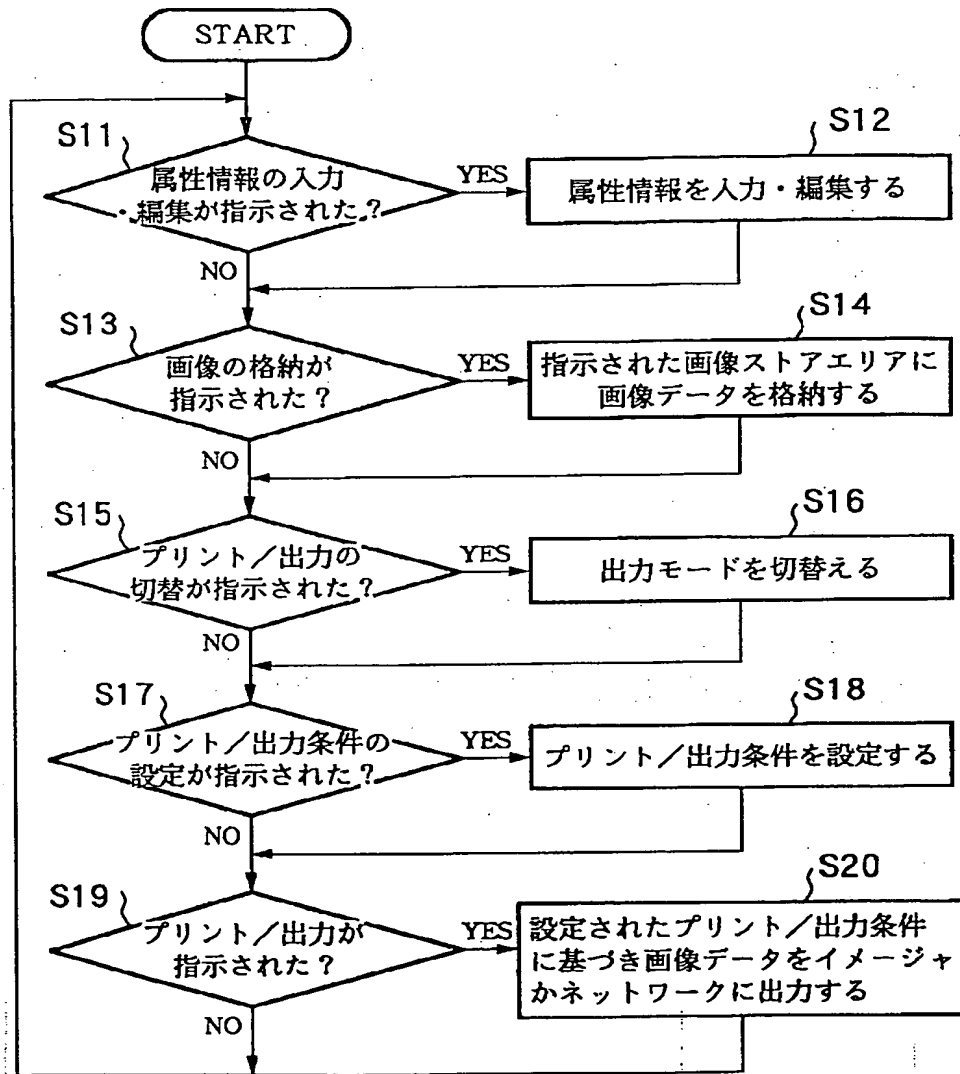 START
S11
属性情報の入力
・編集が指示された？
YES
S12
属性情報を入力・編集する
NO
S13
画像の格納が
指示された？
YES
S14
指示された画像ストアエリアに
画像データを格納する
NO
S15
プリント／出力の
切替が指示された？
YES
S16
出力モードを切替える
NO
S17
プリント／出力条件の
設定が指示された？
YES
S18
プリント／出力条件を設定する
NO
S19
プリント／出力が
指示された？
YES
S20
設定されたプリント／出力条件
に基づき画像データをイメージャ
かネットワークに出力する
NO